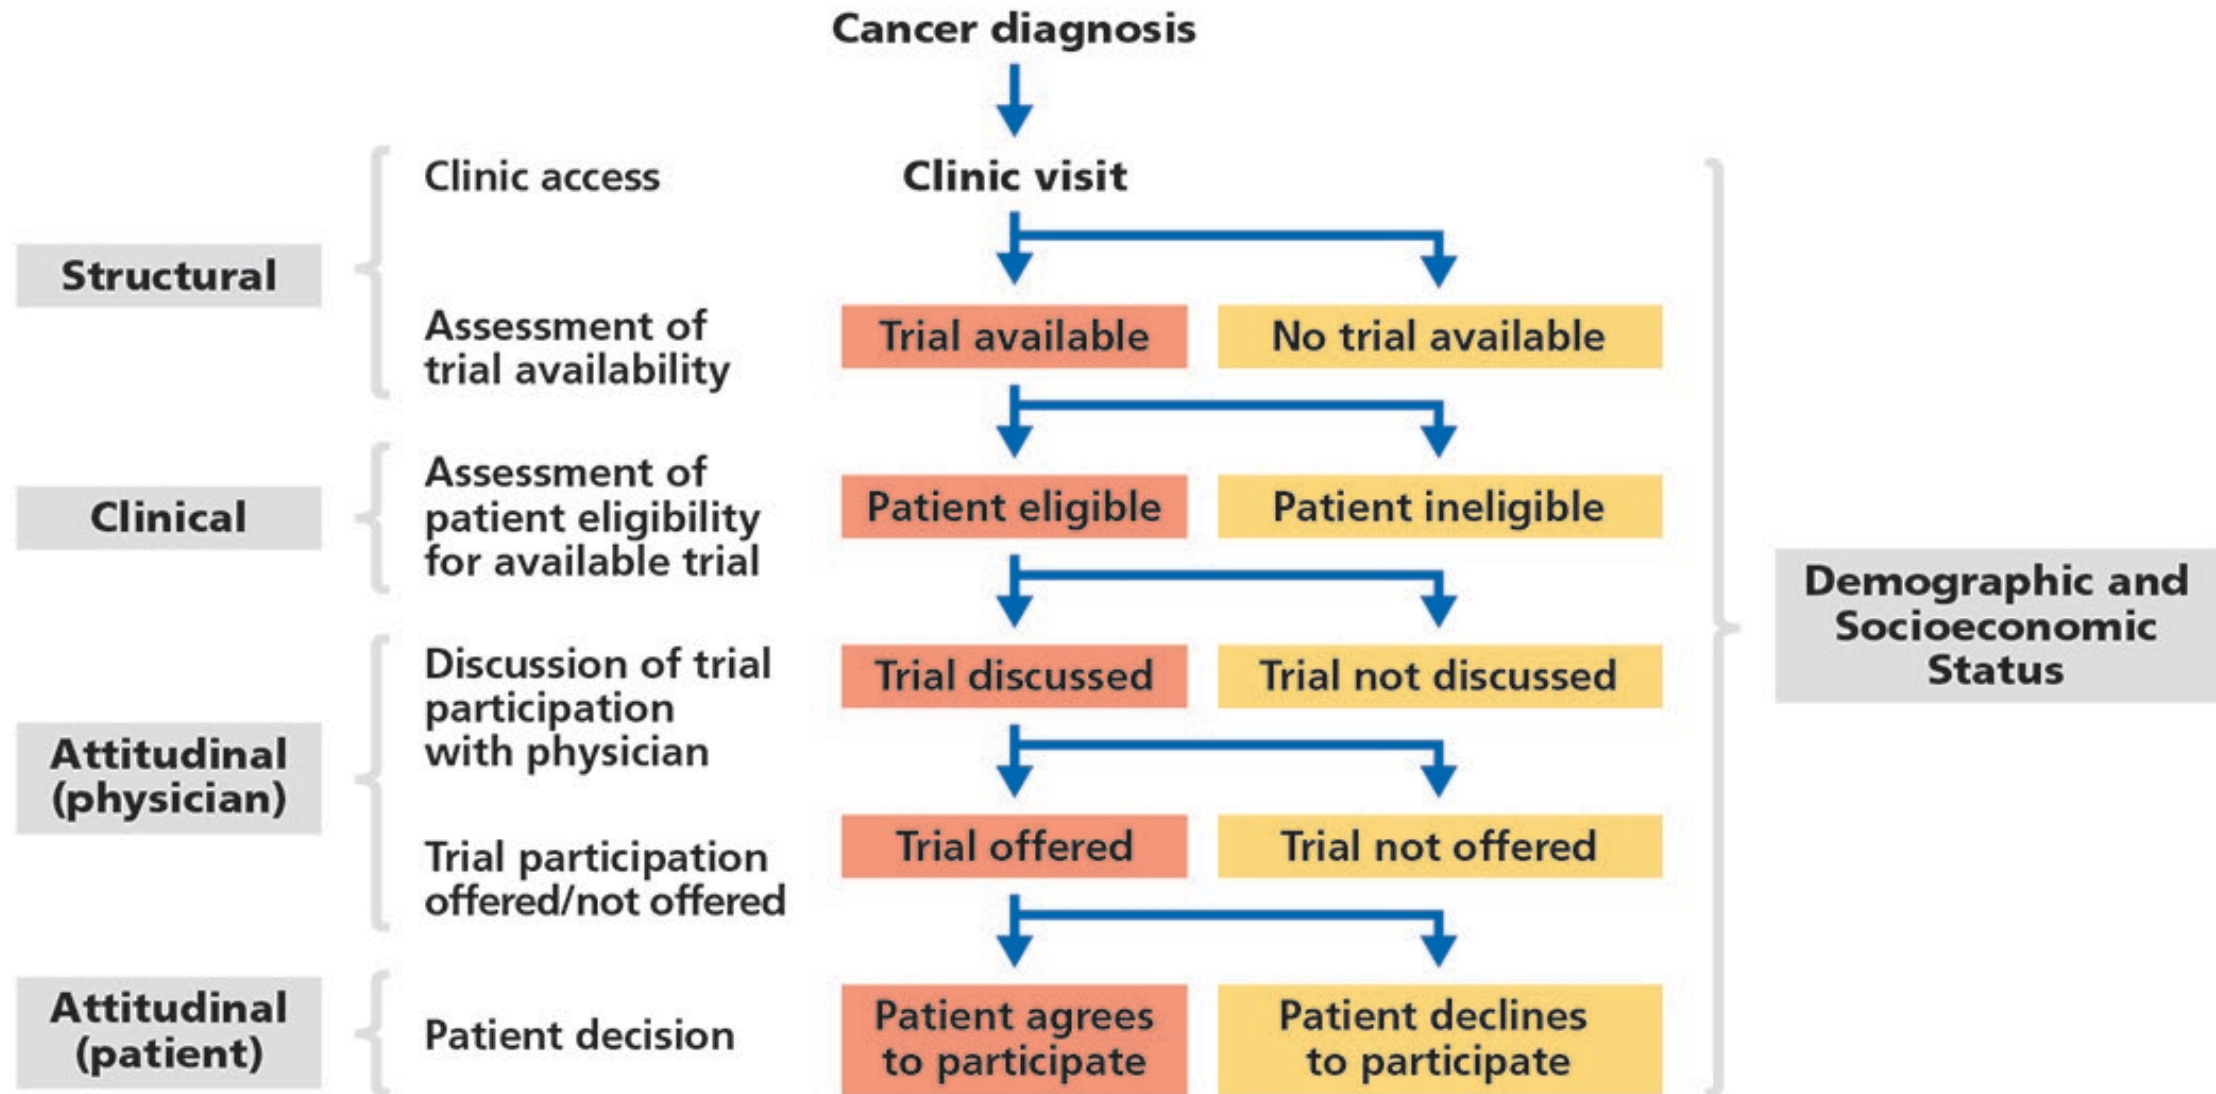 Cancer diagnosis
Clinic access
Clinic visit
Structural
Assessment of
trial availability
Trial available
No trial available
Clinical
Assessment of
patient eligibility
for available trial
Patient eligible
Patient ineligible
Attitudinal
(physician)
Discussion of trial
participation
with physician
Trial discussed
Trial not discussed
Trial participation
offered/not offered
Trial offered
Trial not offered
Attitudinal
(patient)
Patient decision
Patient agrees
to participate
Patient declines
to participate
Demographic and
Socioeconomic
Status